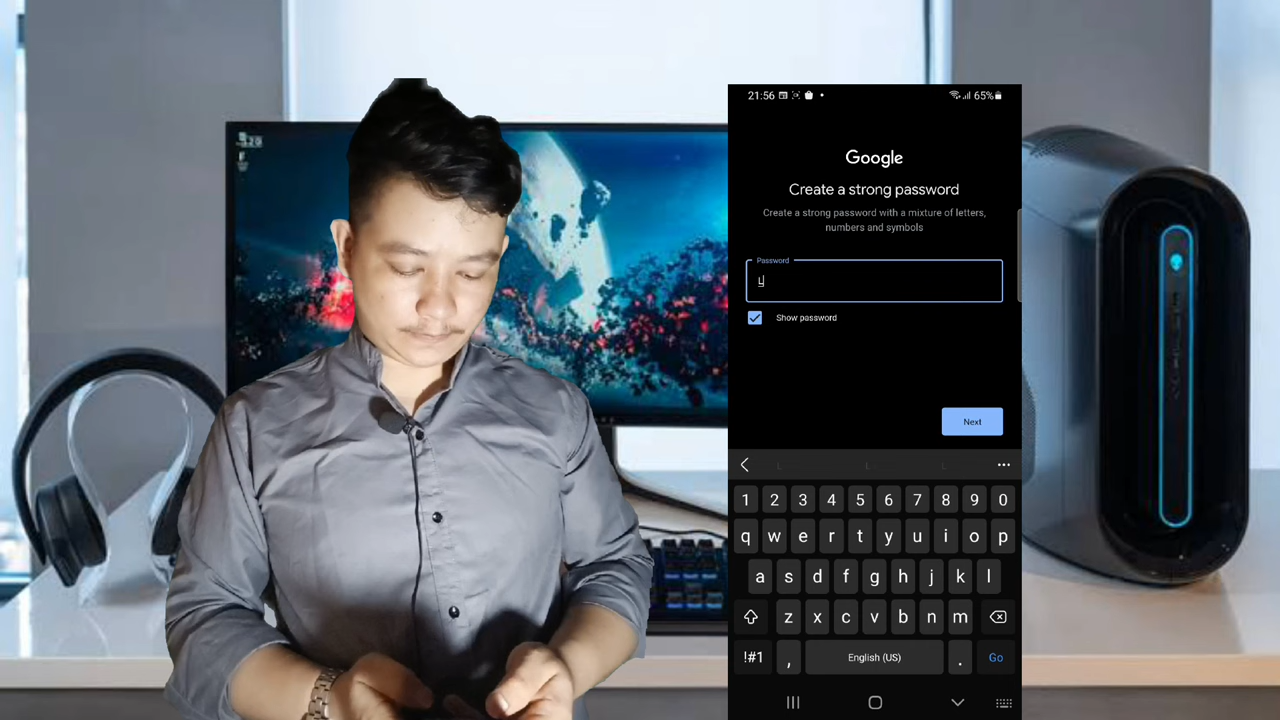 21:56
65%
Google
Create a strong password
Create a strong password with a mixture of letters,
numbers and symbols
Password
L
Show password
Next
1 2 3 4 5 6 7 8 9 0
q w e r t y u i o p
a s d f g h j k l
z x c v b n m
!#1 , English (US) . Go